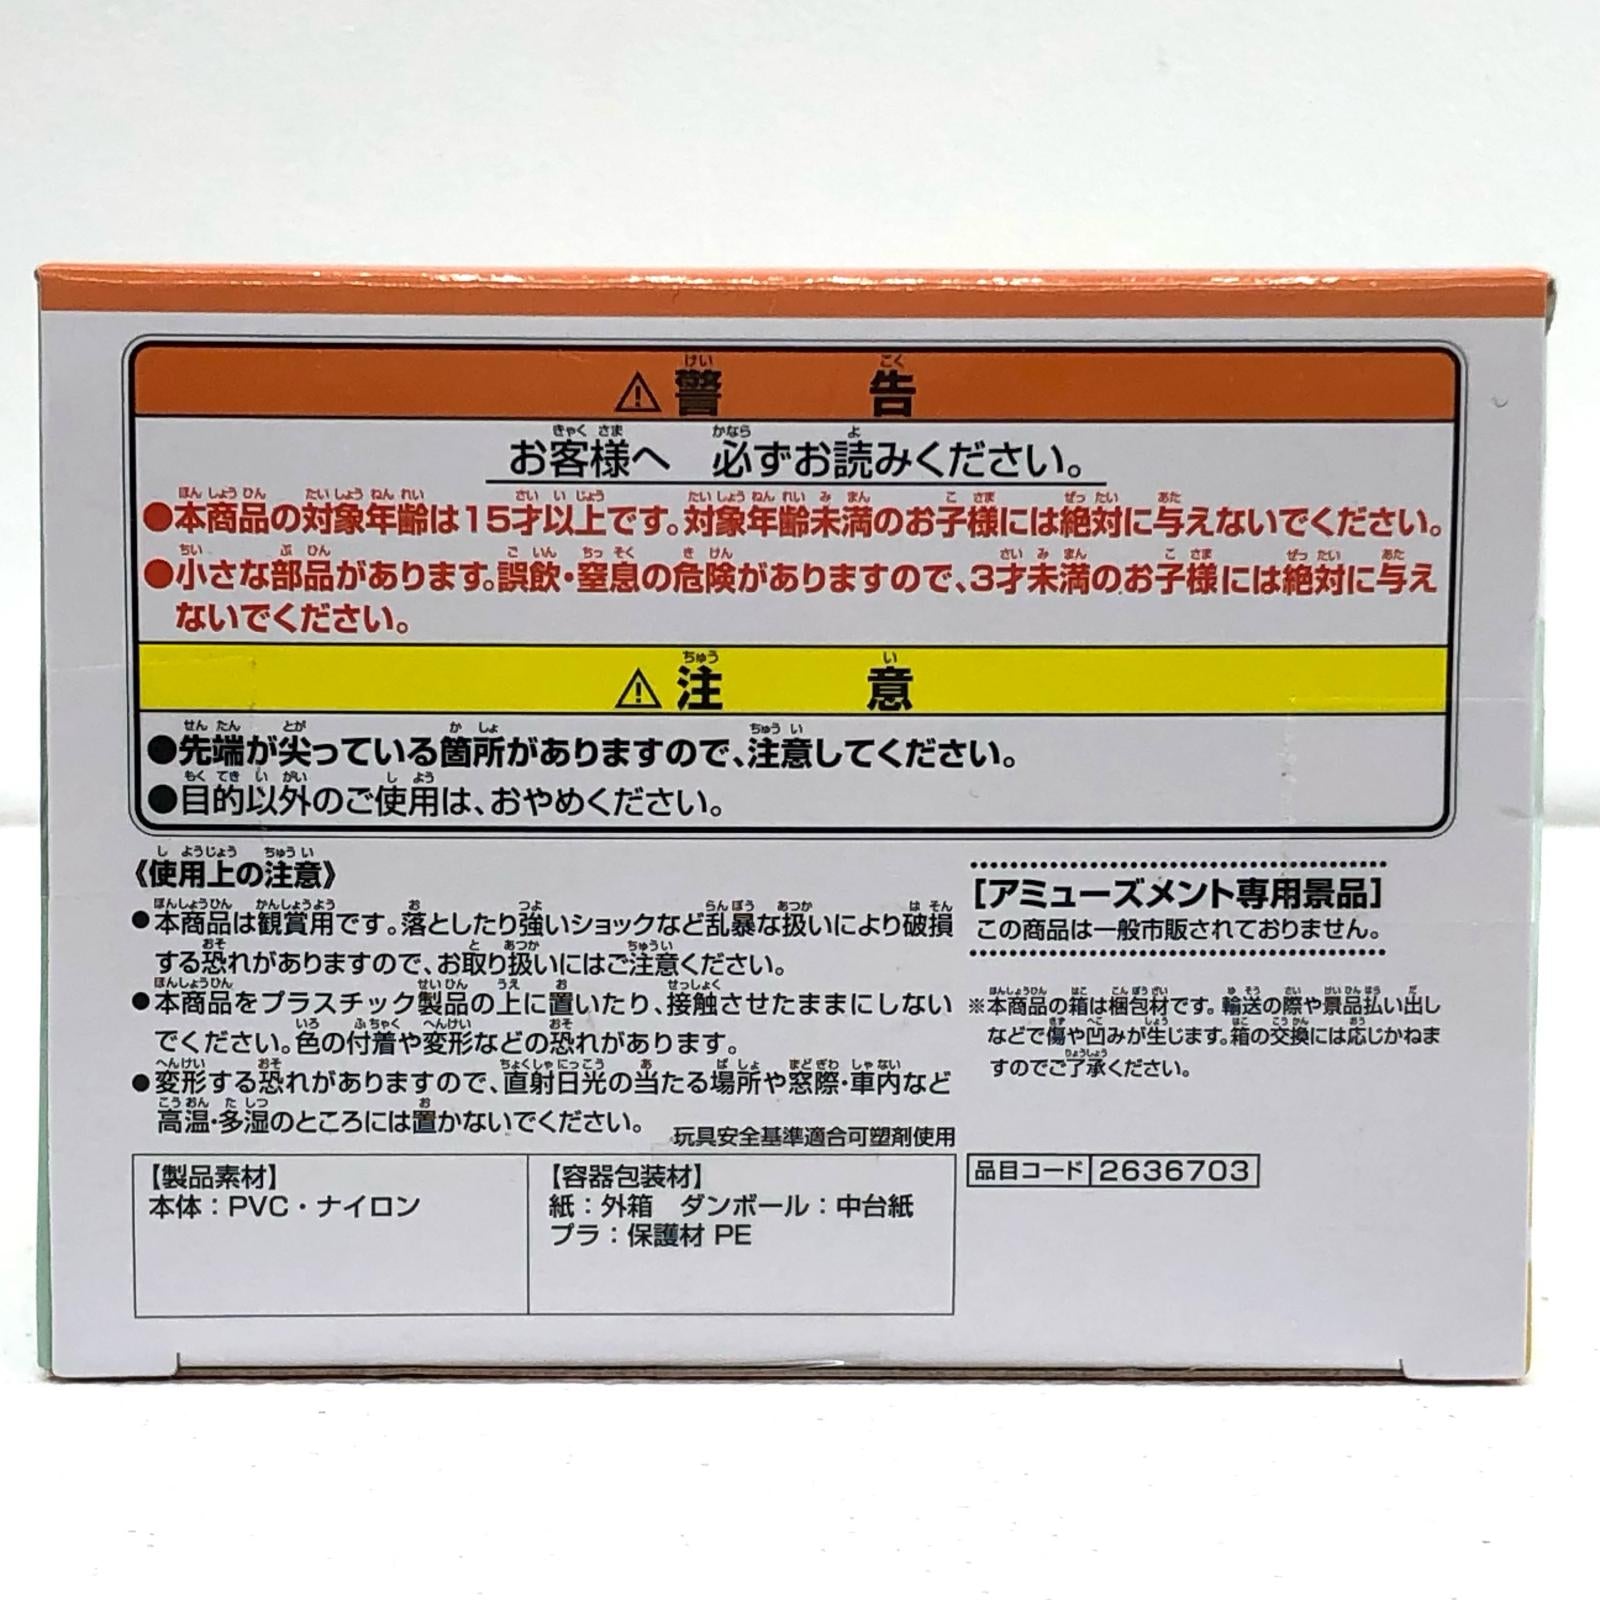 ⚠警告
お客様へ 必ずお読みください。
●本商品の対象年齢は15才以上です。対象年齢未満のお子様には絶対に与えないでください。
●小さな部品があります。誤飲・窒息の危険がありますので、3才未満のお子様には絶対に与え
ないでください。
⚠注意
●先端が尖っている箇所がありますので、注意してください。
●目的以外のご使用は、おやめください。
《使用上の注意》
●本商品は観賞用です。落としたり強いショックなど乱暴な扱いにより破損
する恐れがありますので、お取り扱いにはご注意ください。
●本商品をプラスチック製品の上に置いたり、接触させたままにしない
でください。色の付着や変形などの恐れがあります。
●変形する恐れがありますので、直射日光の当たる場所や窓際・車内など
高温・多湿のところには置かないでください。
玩具安全基準適合可塑剤使用
【製品素材】
本体：PVC・ナイロン
【容器包装材】
紙：外箱 ダンボール：中台紙
プラ：保護材 PE
[アミューズメント専用景品]
この商品は一般市販されておりません。
※本商品の箱は梱包材です。輸送の際や景品払い出し
などで傷や凹みが生じます。箱の交換には応じかねま
すのでご了承ください。
品目コード 2636703